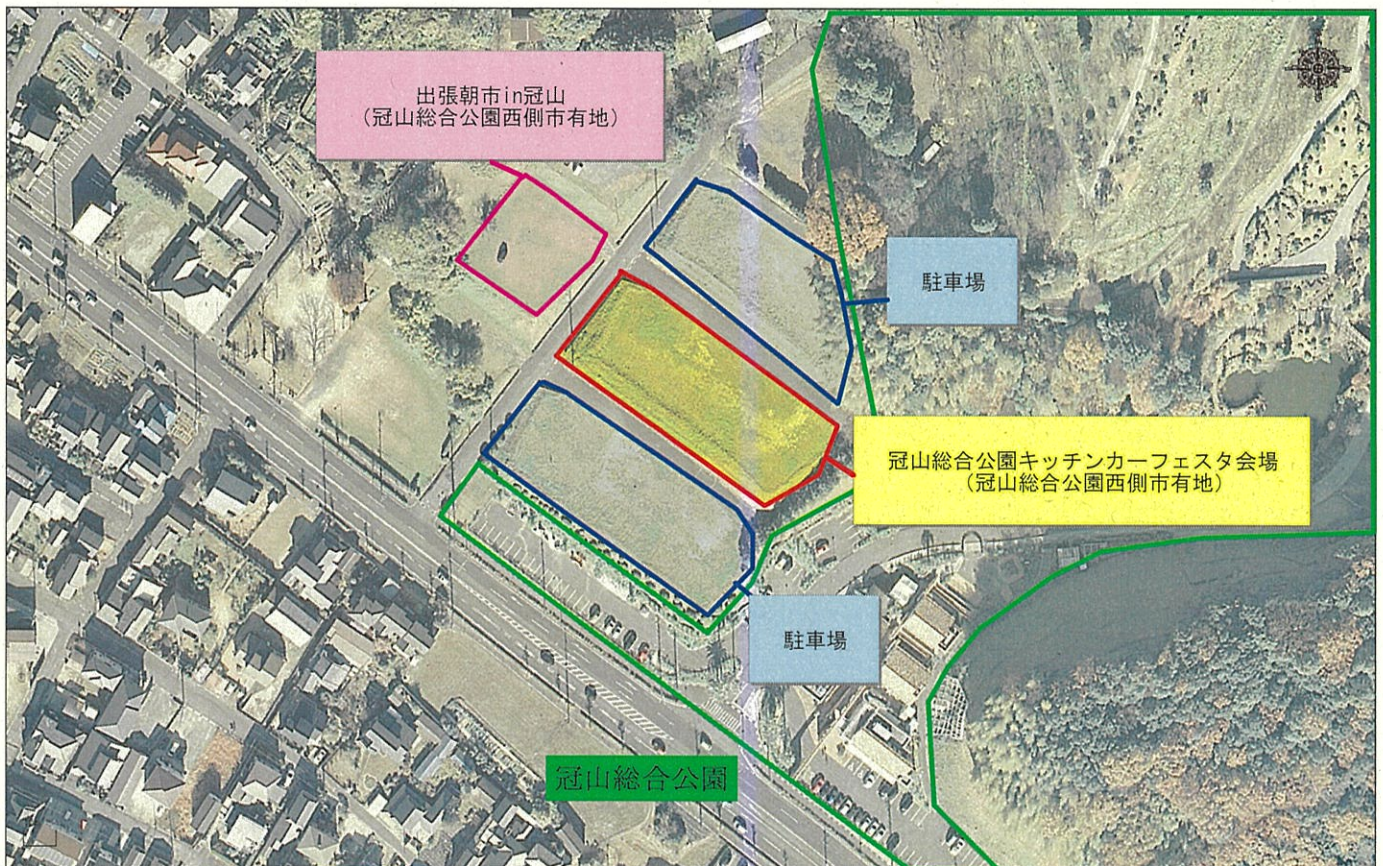 出張朝市in冠山
（冠山総合公園西側市有地）
駐車場
冠山総合公園キッチンカーフェスタ会場
（冠山総合公園西側市有地）
駐車場
冠山総合公園